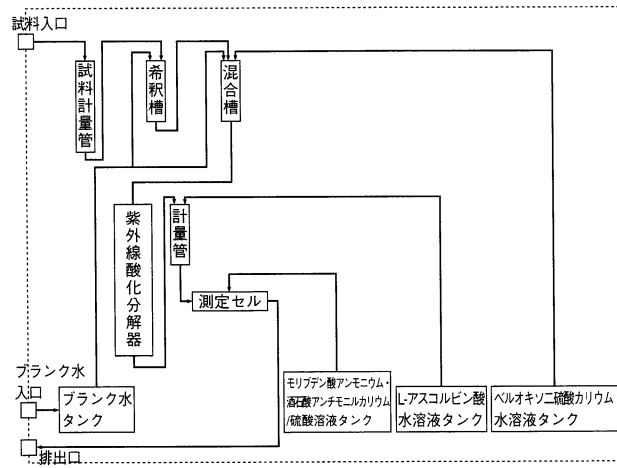 試料入口
試料計量管
希釈槽
混合槽
紫外線酸化分解器
計量管
測定セル
ブランク水
入口
ブランク水
タンク
モリブデン酸アンモニウム・
酒石酸アンチモニルカリウム
/硫酸溶液タンク
L-アスコルビン酸
水溶液タンク
ペルオキソ二硫酸カリウム
水溶液タンク
排出口